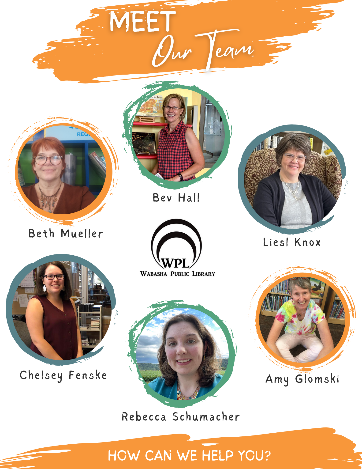 MEET
Our Team
Bev Hall
Beth Mueller
Liesl Knox
WPL
WABASHA PUBLIC LIBRARY
Chelsey Fenske
Amy Glomski
Rebecca Schumacher
HOW CAN WE HELP YOU?